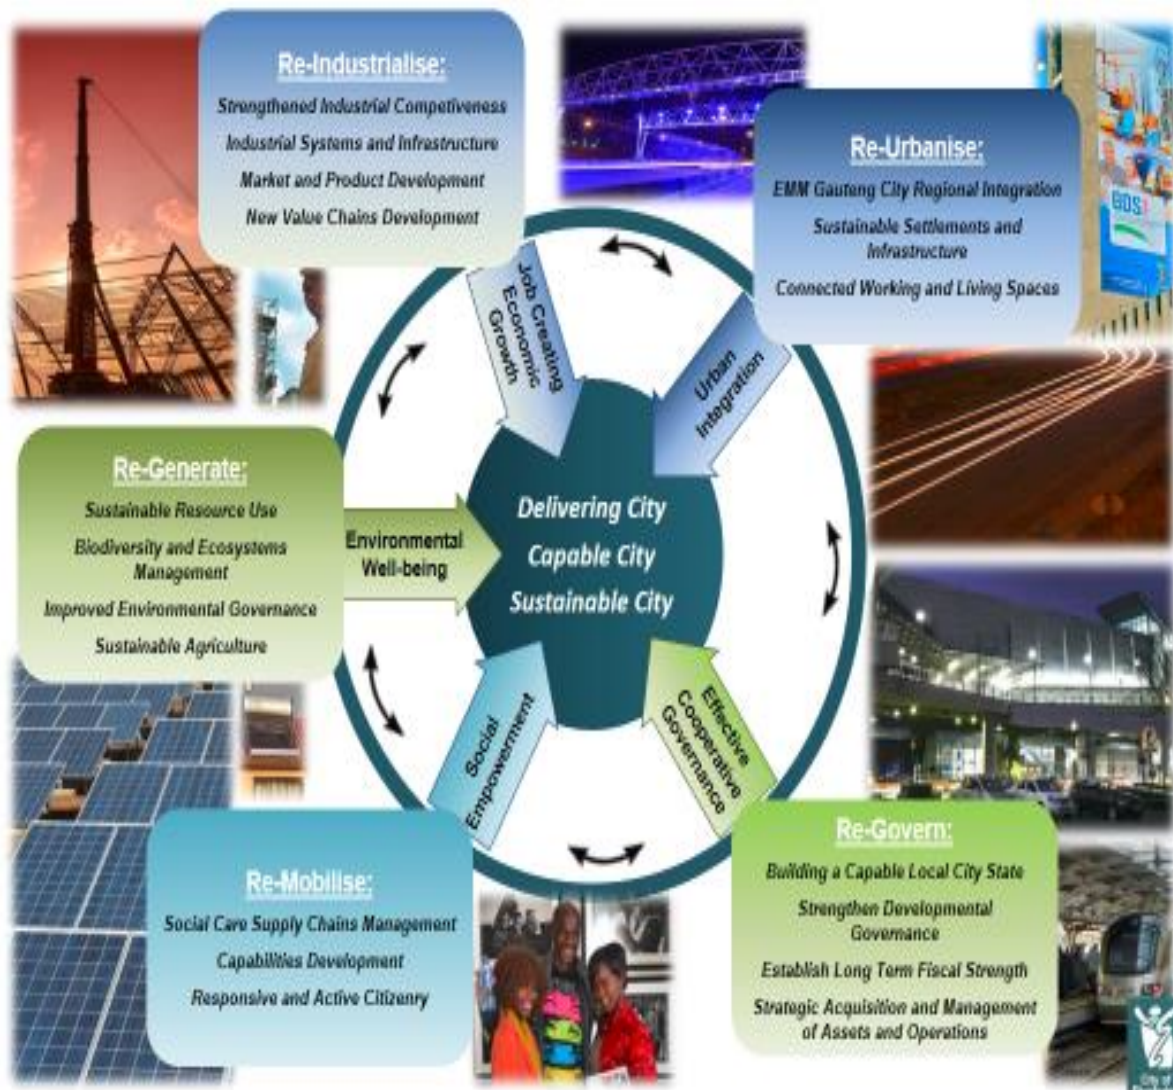 Re-Industrialise:
Strengthened Industrial Competiveness
Industrial Systems and Infrastructure
Market and Product Development
New Value Chains Development
Re-Urbanise:
EMM Gauteng City Regional Integration
Sustainable Settlements and
Infrastructure
Connected Working and Living Spaces
GDS
Job Creating
Economic
Growth
Urban
Integration
Re-Generate:
Sustainable Resource Use
Biodiversity and Ecosystems
Management
Improved Environmental Governance
Sustainable Agriculture
Environmental
Well-being
Delivering City
Capable City
Sustainable City
Social
Empowerment
Effective
Cooperative
Governance
Re-Mobilise:
Social Care Supply Chains Management
Capabilities Development
Responsive and Active Citizenry
Re-Govern:
Building a Capable Local City State
Strengthen Developmental
Governance
Establish Long Term Fiscal Strength
Strategic Acquisition and Management
of Assets and Operations